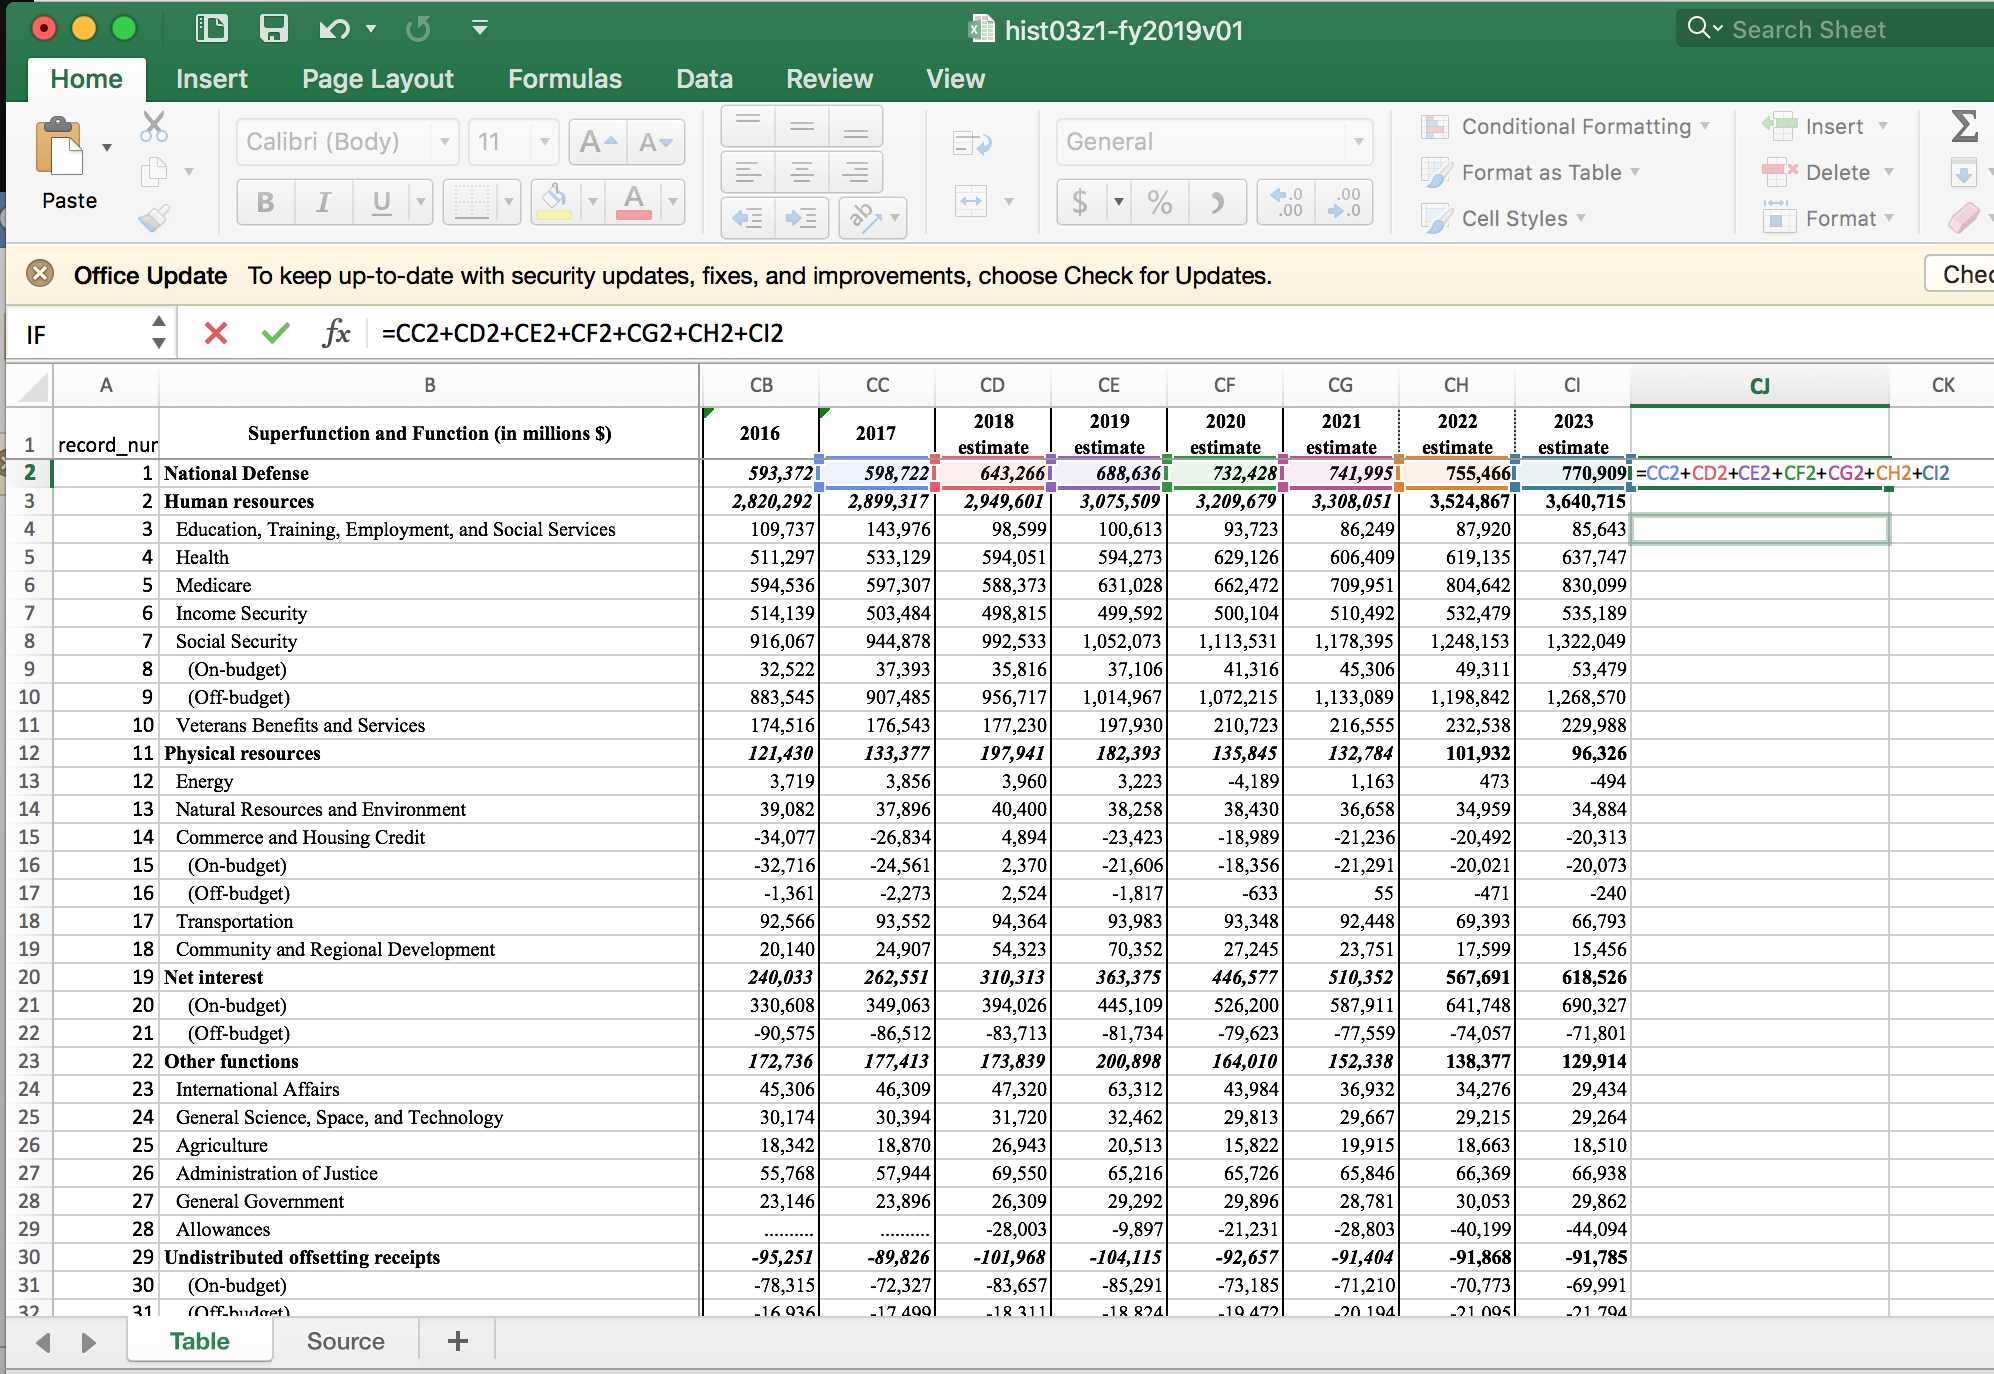 hist03z1-fy2019v01
Search Sheet
Home Insert Page Layout Formulas Data Review View
Paste
Calibri (Body) 11 A A
B I U A
ab
General
$ % )
.0 .00 .00 .0
Conditional Formatting
Format as Table
Cell Styles
Insert
Delete
Format
Σ
Office Update To keep up-to-date with security updates, fixes, and improvements, choose Check for Updates.
Chec
IF fx =CC2+CD2+CE2+CF2+CG2+CH2+CI2
A B CB CC CD CE CF CG CH CI CJ CK
1 record_nur Superfunction and Function (in millions $) 2016 2017 2018 estimate 2019 estimate 2020 estimate 2021 estimate 2022 estimate 2023 estimate
2 1 National Defense 593,372 598,722 643,266 688,636 732,428 741,995 755,466 770,909 =CC2+CD2+CE2+CF2+CG2+CH2+CI2
3 2 Human resources 2,820,292 2,899,317 2,949,601 3,075,509 3,209,679 3,308,051 3,524,867 3,640,715
4 3 Education, Training, Employment, and Social Services 109,737 143,976 98,599 100,613 93,723 86,249 87,920 85,643
5 4 Health 511,297 533,129 594,051 594,273 629,126 606,409 619,135 637,747
6 5 Medicare 594,536 597,307 588,373 631,028 662,472 709,951 804,642 830,099
7 6 Income Security 514,139 503,484 498,815 499,592 500,104 510,492 532,479 535,189
8 7 Social Security 916,067 944,878 992,533 1,052,073 1,113,531 1,178,395 1,248,153 1,322,049
9 8 (On-budget) 32,522 37,393 35,816 37,106 41,316 45,306 49,311 53,479
10 9 (Off-budget) 883,545 907,485 956,717 1,014,967 1,072,215 1,133,089 1,198,842 1,268,570
11 10 Veterans Benefits and Services 174,516 176,543 177,230 197,930 210,723 216,555 232,538 229,988
12 11 Physical resources 121,430 133,377 197,941 182,393 135,845 132,784 101,932 96,326
13 12 Energy 3,719 3,856 3,960 3,223 -4,189 1,163 473 -494
14 13 Natural Resources and Environment 39,082 37,896 40,400 38,258 38,430 36,658 34,959 34,884
15 14 Commerce and Housing Credit -34,077 -26,834 4,894 -23,423 -18,989 -21,236 -20,492 -20,313
16 15 (On-budget) -32,716 -24,561 2,370 -21,606 -18,356 -21,291 -20,021 -20,073
17 16 (Off-budget) -1,361 -2,273 2,524 -1,817 -633 55 -471 -240
18 17 Transportation 92,566 93,552 94,364 93,983 93,348 92,448 69,393 66,793
19 18 Community and Regional Development 20,140 24,907 54,323 70,352 27,245 23,751 17,599 15,456
20 19 Net interest 240,033 262,551 310,313 363,375 446,577 510,352 567,691 618,526
21 20 (On-budget) 330,608 349,063 394,026 445,109 526,200 587,911 641,748 690,327
22 21 (Off-budget) -90,575 -86,512 -83,713 -81,734 -79,623 -77,559 -74,057 -71,801
23 22 Other functions 172,736 177,413 173,839 200,898 164,010 152,338 138,377 129,914
24 23 International Affairs 45,306 46,309 47,320 63,312 43,984 36,932 34,276 29,434
25 24 General Science, Space, and Technology 30,174 30,394 31,720 32,462 29,813 29,667 29,215 29,264
26 25 Agriculture 18,342 18,870 26,943 20,513 15,822 19,915 18,663 18,510
27 26 Administration of Justice 55,768 57,944 69,550 65,216 65,726 65,846 66,369 66,938
28 27 General Government 23,146 23,896 26,309 29,292 29,896 28,781 30,053 29,862
29 28 Allowances .......... .......... -28,003 -9,897 -21,231 -28,803 -40,199 -44,094
30 29 Undistributed offsetting receipts -95,251 -89,826 -101,968 -104,115 -92,657 -91,404 -91,868 -91,785
31 30 (On-budget) -78,315 -72,327 -83,657 -85,291 -73,185 -71,210 -70,773 -69,991
32 31 (Off-budget) -16,936 -17,499 -18,311 -18,824 -19,472 -20,194 -21,095 -21,794
Table Source +